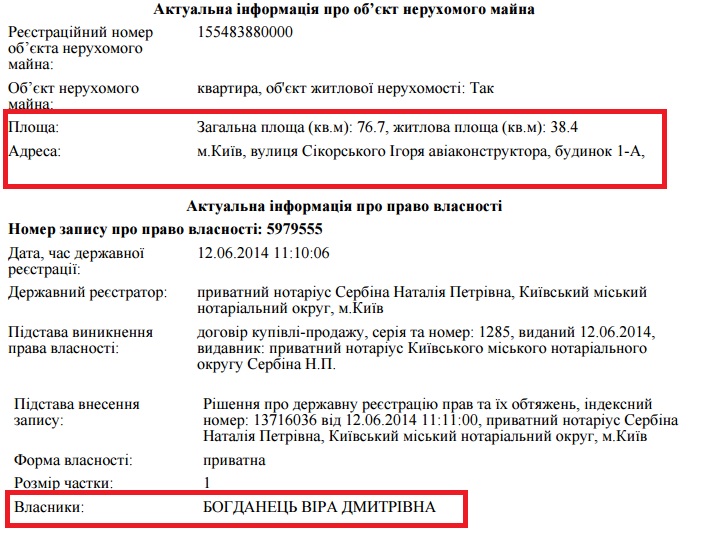 Актуальна інформація про об’єкт нерухомого майна
Реєстраційний номер об’єкта нерухомого майна: 155483880000
Об’єкт нерухомого майна: квартира, об'єкт житлової нерухомості: Так
Площа: Загальна площа (кв.м): 76.7, житлова площа (кв.м): 38.4
Адреса: м.Київ, вулиця Сікорського Ігоря авіаконструктора, будинок 1-А,
Актуальна інформація про право власності
Номер запису про право власності: 5979555
Дата, час державної реєстрації: 12.06.2014 11:10:06
Державний реєстратор: приватний нотаріус Сербіна Наталія Петрівна, Київський міський
нотаріальний округ, м.Київ
Підстава виникнення права власності: договір купівлі-продажу, серія та номер: 1285, виданий 12.06.2014,
видавник: приватний нотаріус Київського міського нотаріального
округу Сербіна Н.П.
Підстава внесення запису: Рішення про державну реєстрацію прав та їх обтяжень, індексний
номер: 13716036 від 12.06.2014 11:11:00, приватний нотаріус Сербіна
Наталія Петрівна, Київський міський нотаріальний округ, м.Київ
Форма власності: приватна
Розмір частки: 1
Власники: БОГДАНЕЦЬ ВІРА ДМИТРІВНА